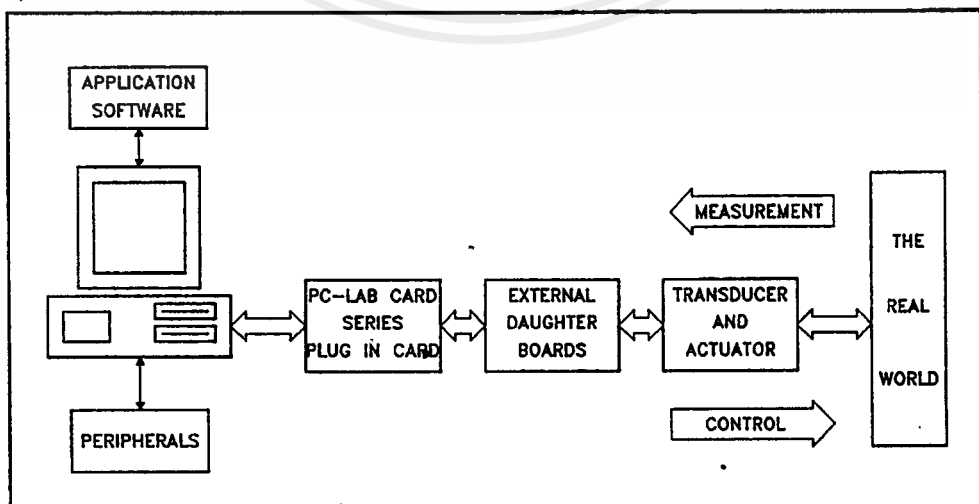 APPLICATION
SOFTWARE
MEASUREMENT
THE
REAL
WORLD
PC-LAB CARD
SERIES
PLUG IN CARD
EXTERNAL
DAUGHTER
BOARDS
TRANSDUCER
AND
ACTUATOR
CONTROL
PERIPHERALS